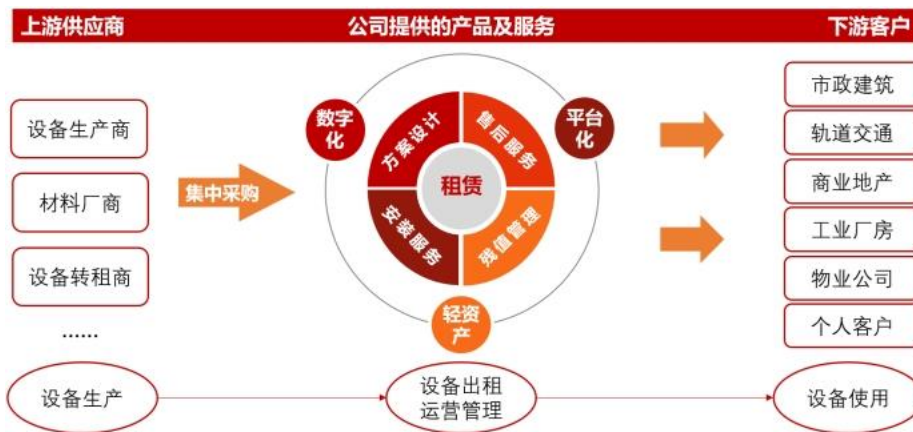 上游供应商
公司提供的产品及服务
下游客户
设备生产商
材料厂商
设备转租商
......
集中采购
数字
化
平台
化
方案设计
售后服务
租赁
安装服务
残值管理
轻资
产
市政建筑
轨道交通
商业地产
工业厂房
物业公司
个人客户
设备生产
设备出租
运营管理
设备使用